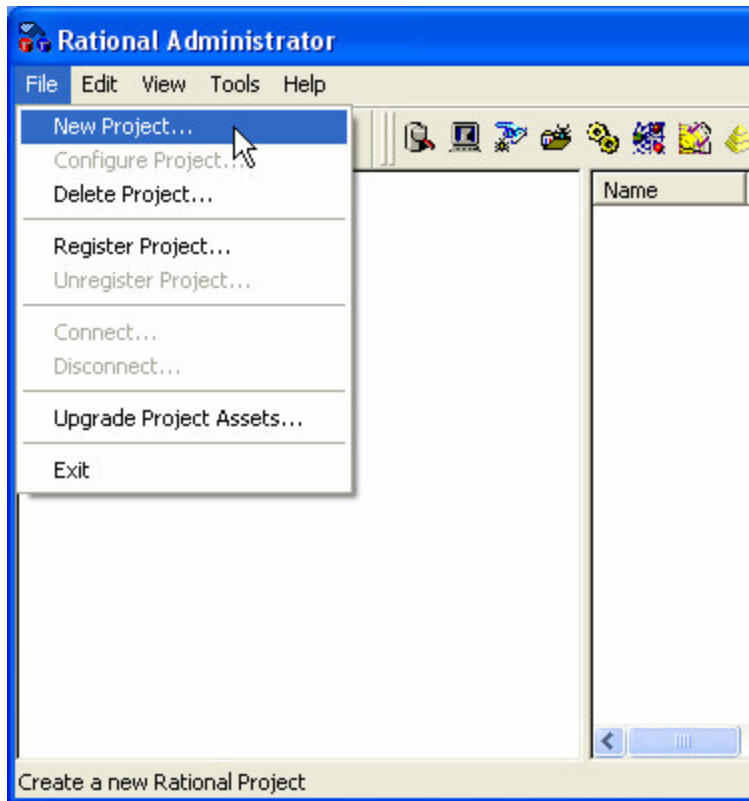 Rational Administrator
File Edit View Tools Help
New Project...
Configure Project...
Delete Project...
Name
Register Project...
Unregister Project...
Connect...
Disconnect...
Upgrade Project Assets...
Exit
Create a new Rational Project